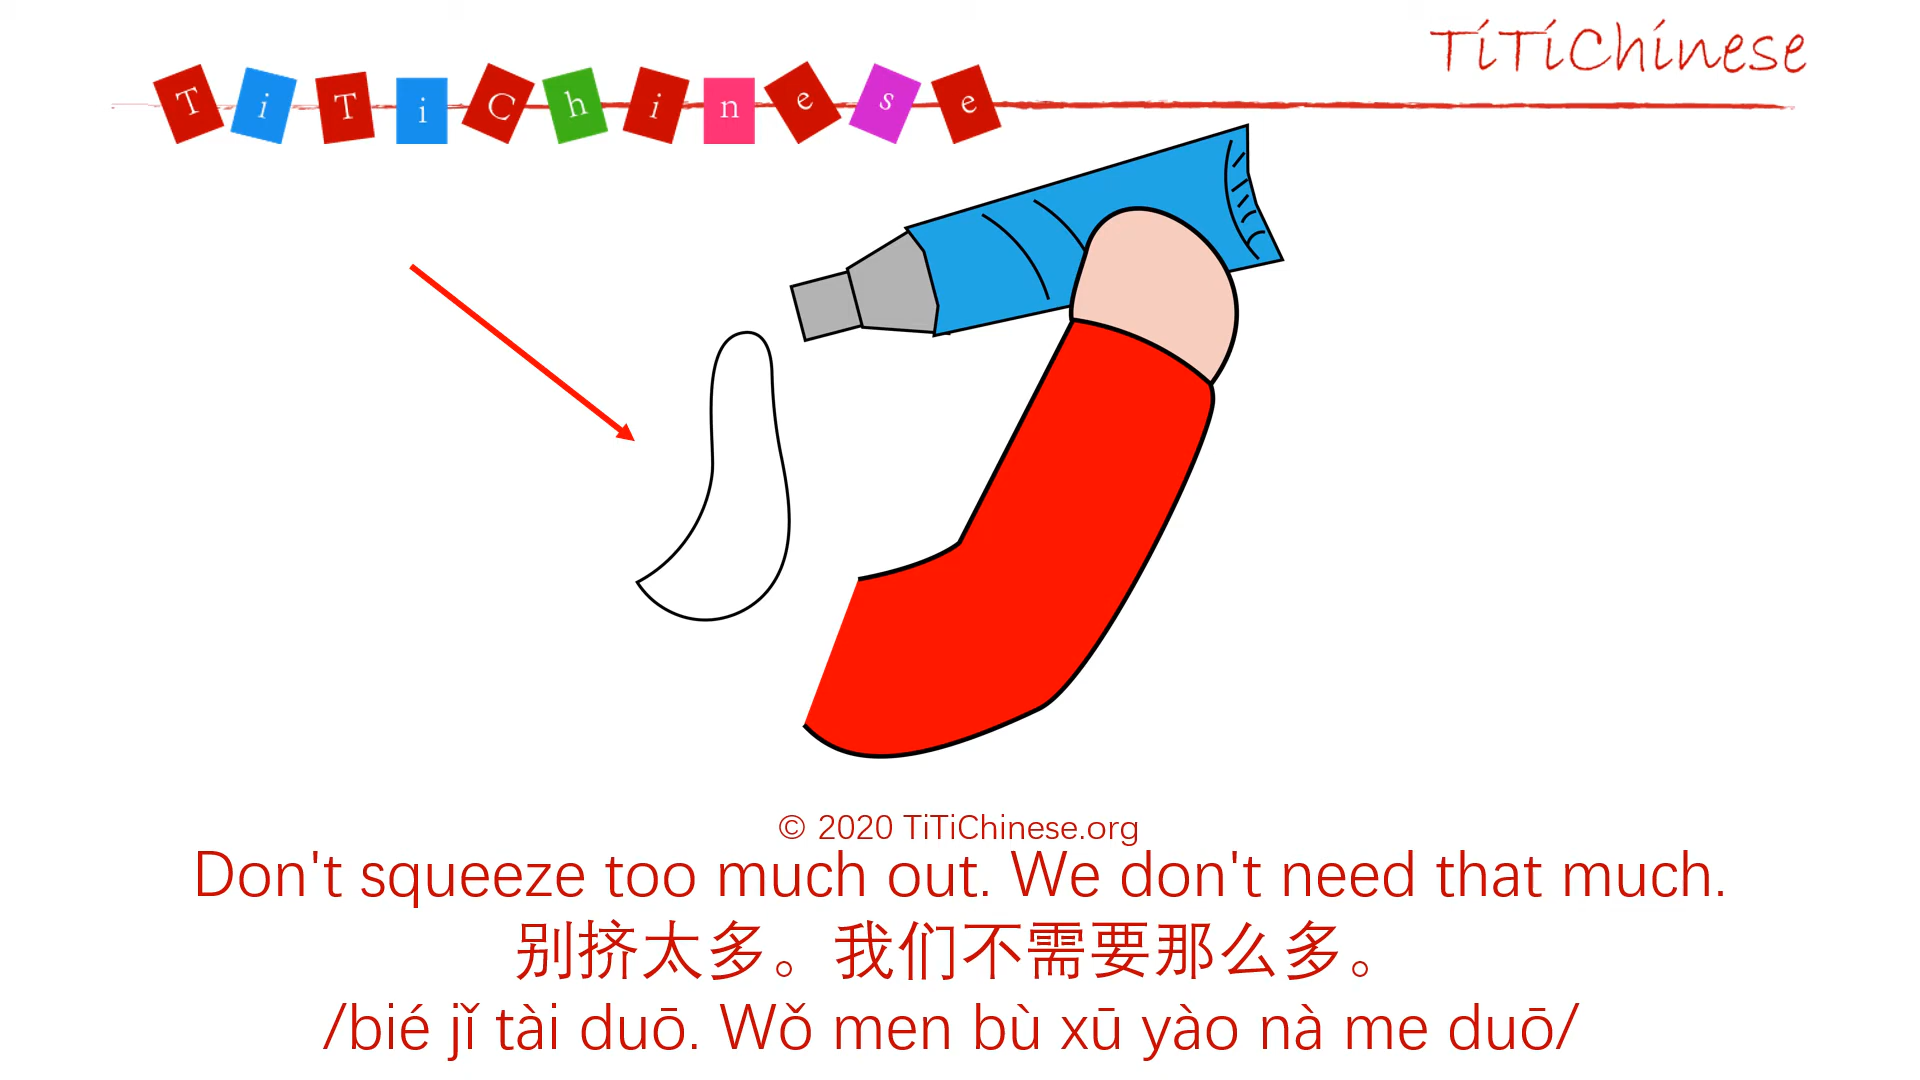 TiTiChinese
TiTiChinese
© 2020 TiTiChinese.org
Don't squeeze too much out. We don't need that much.
别挤太多。我们不需要那么多。
/bié jǐ tài duō. Wǒ men bù xū yào nà me duō/